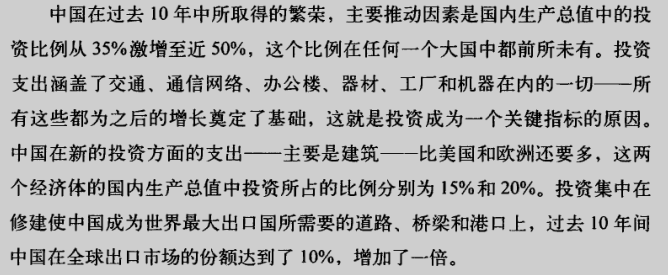 中国在过去 10 年中所取得的繁荣，主要推动因素是国内生产总值中的投
资比例从 35%激增至近 50%，这个比例在任何一个大国中都前所未有。投资
支出涵盖了交通、通信网络、办公楼、器材、工厂和机器在内的一切——所
有这些都为之后的增长奠定了基础，这就是投资成为一个关键指标的原因。
中国在新的投资方面的支出——主要是建筑——比美国和欧洲还要多，这两
个经济体的国内生产总值中投资所占的比例分别为 15%和 20%。投资集中在
修建使中国成为世界最大出口国所需要的道路、桥梁和港口上，过去 10 年间
中国在全球出口市场的份额达到了 10%，增加了一倍。